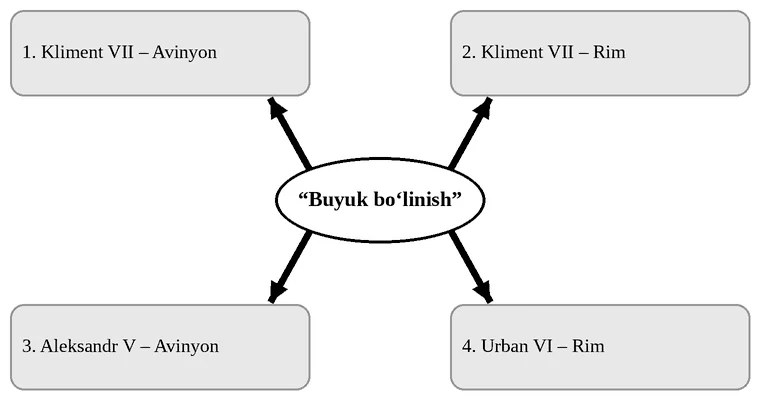 1. Kliment VII – Avinyon
2. Kliment VII – Rim
“Buyuk bo‘linish”
3. Aleksandr V – Avinyon
4. Urban VI – Rim